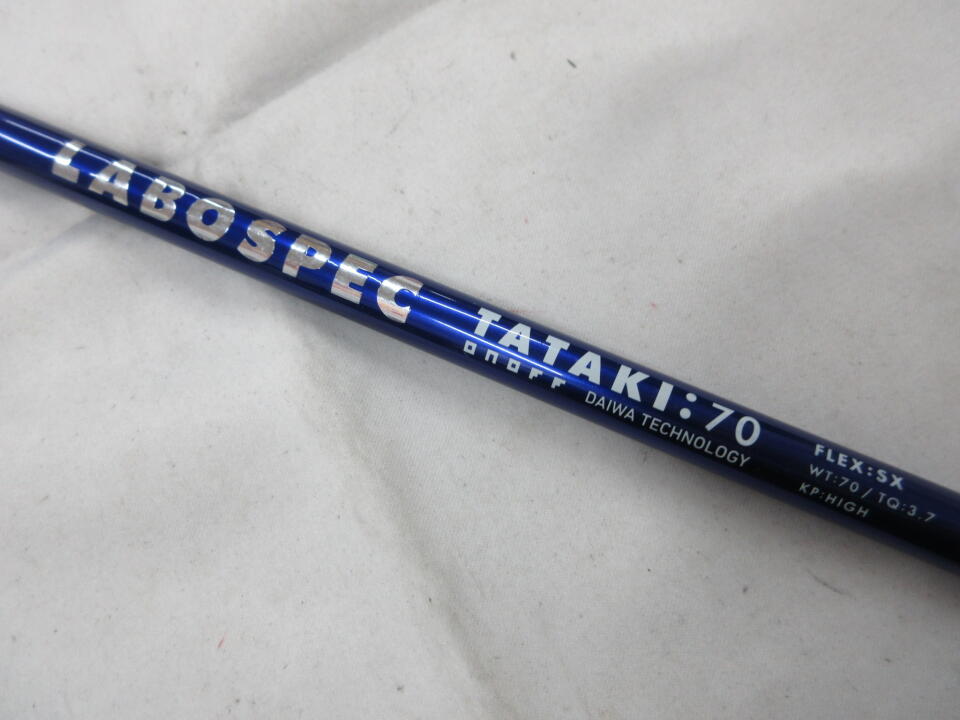 LABOSPEC
TATAKI:70
onoff
DAIWA TECHNOLOGY
FLEX:SX
WT:70 / TQ:3.7
KP:HIGH